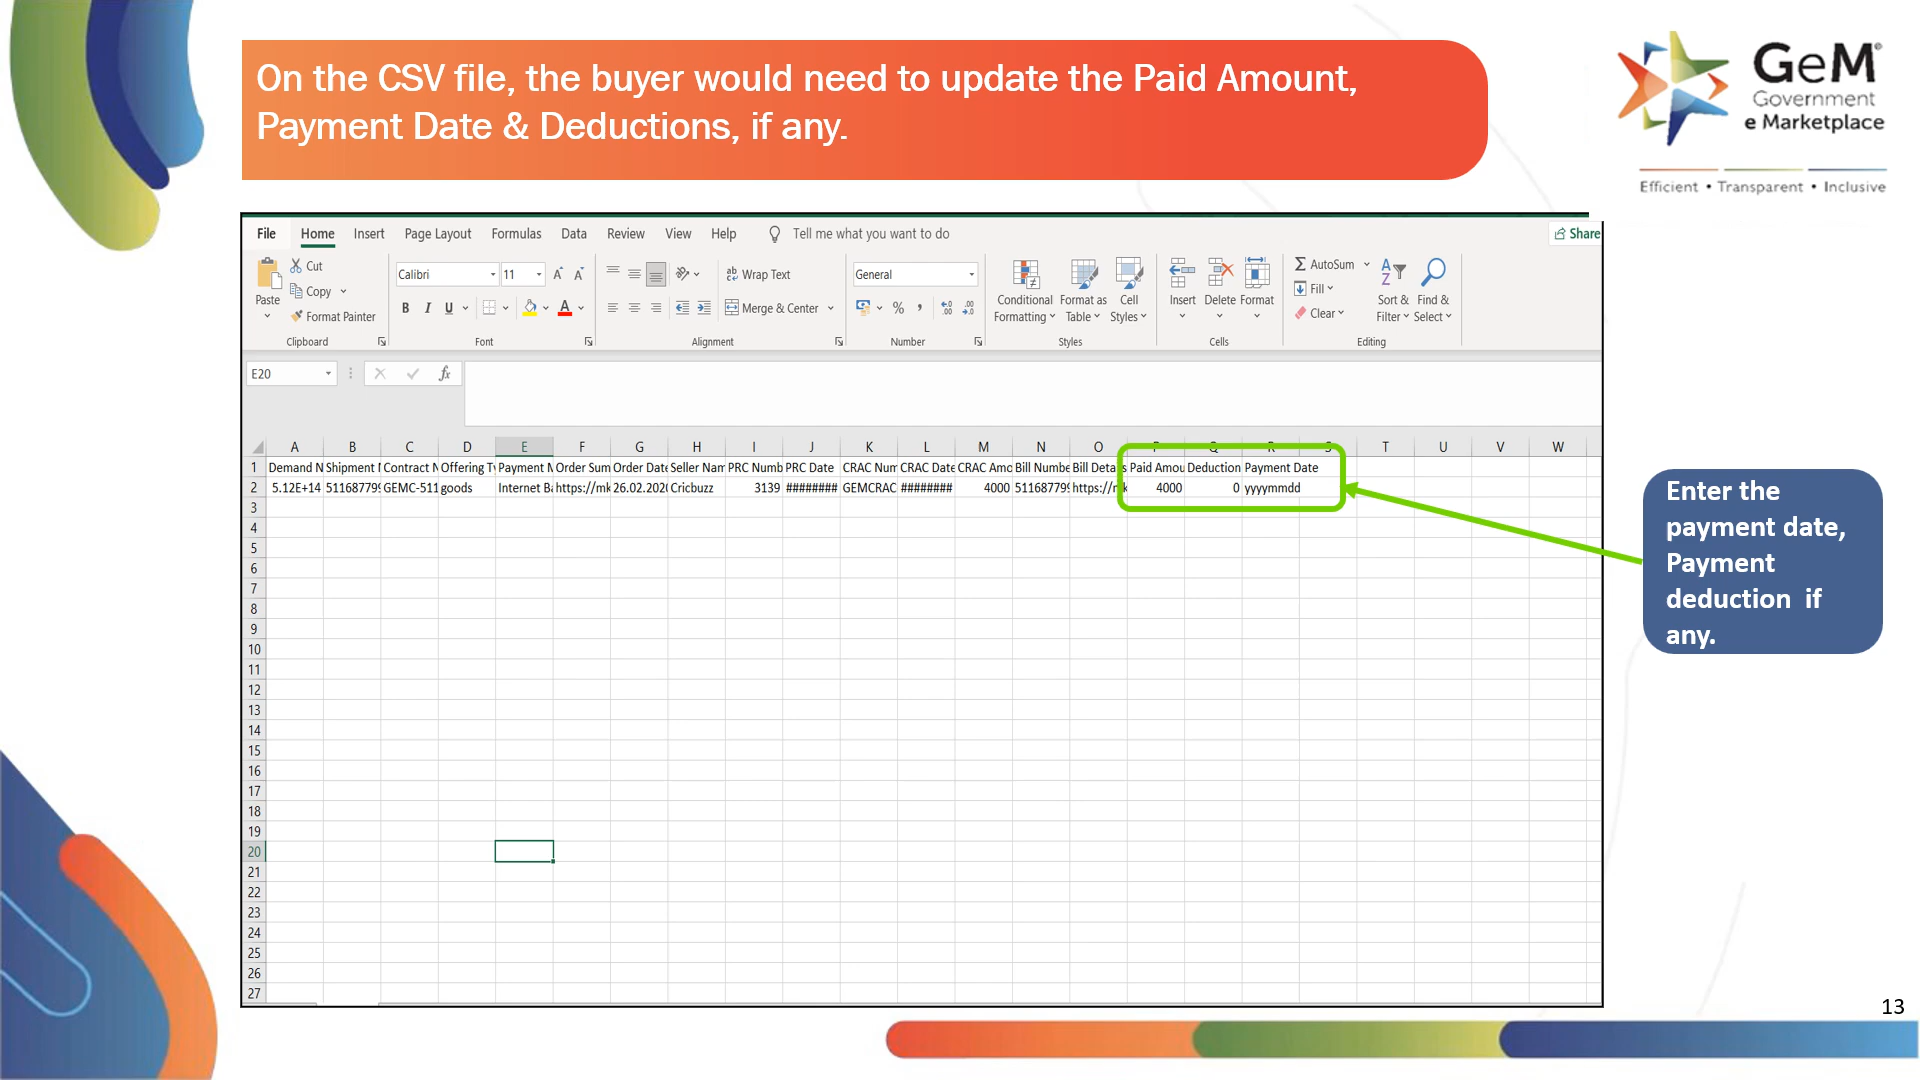 On the CSV file, the buyer would need to update the Paid Amount,
Payment Date & Deductions, if any.
GeM
Government
e Marketplace
Efficient • Transparent • Inclusive
File Home Insert Page Layout Formulas Data Review View Help Tell me what you want to do Share
Cut
Copy
Format Painter
Paste
Clipboard
Calibri 11
B I U
Font
Wrap Text
Merge & Center
Alignment
General
%
Number
Conditional Formatting
Format as Table
Cell Styles
Styles
Insert Delete Format
Cells
AutoSum
Fill
Clear
Sort & Filter
Find & Select
Editing
E20 fx
A B C D E F G H I J K L M N O P Q R S T U V W
1 Demand N Shipment I Contract N Offering Ty Payment M Order Sum Order Date Seller Nam PRC Numb PRC Date CRAC Num CRAC Date CRAC Amo Bill Numbe Bill Details Paid Amou Deduction Payment Date
2 5.12E+14 511687799 GEMC-511 goods Internet Ba https://mk 26.02.2020 Cricbuzz 3139 ######## GEMCRAC ######## 4000 511687799 https://mk 4000 0 yyyymmdd
3
4
5
6
7
8
9
10
11
12
13
14
15
16
17
18
19
20
21
22
23
24
25
26
27
Enter the
payment date,
Payment
deduction if
any.
13